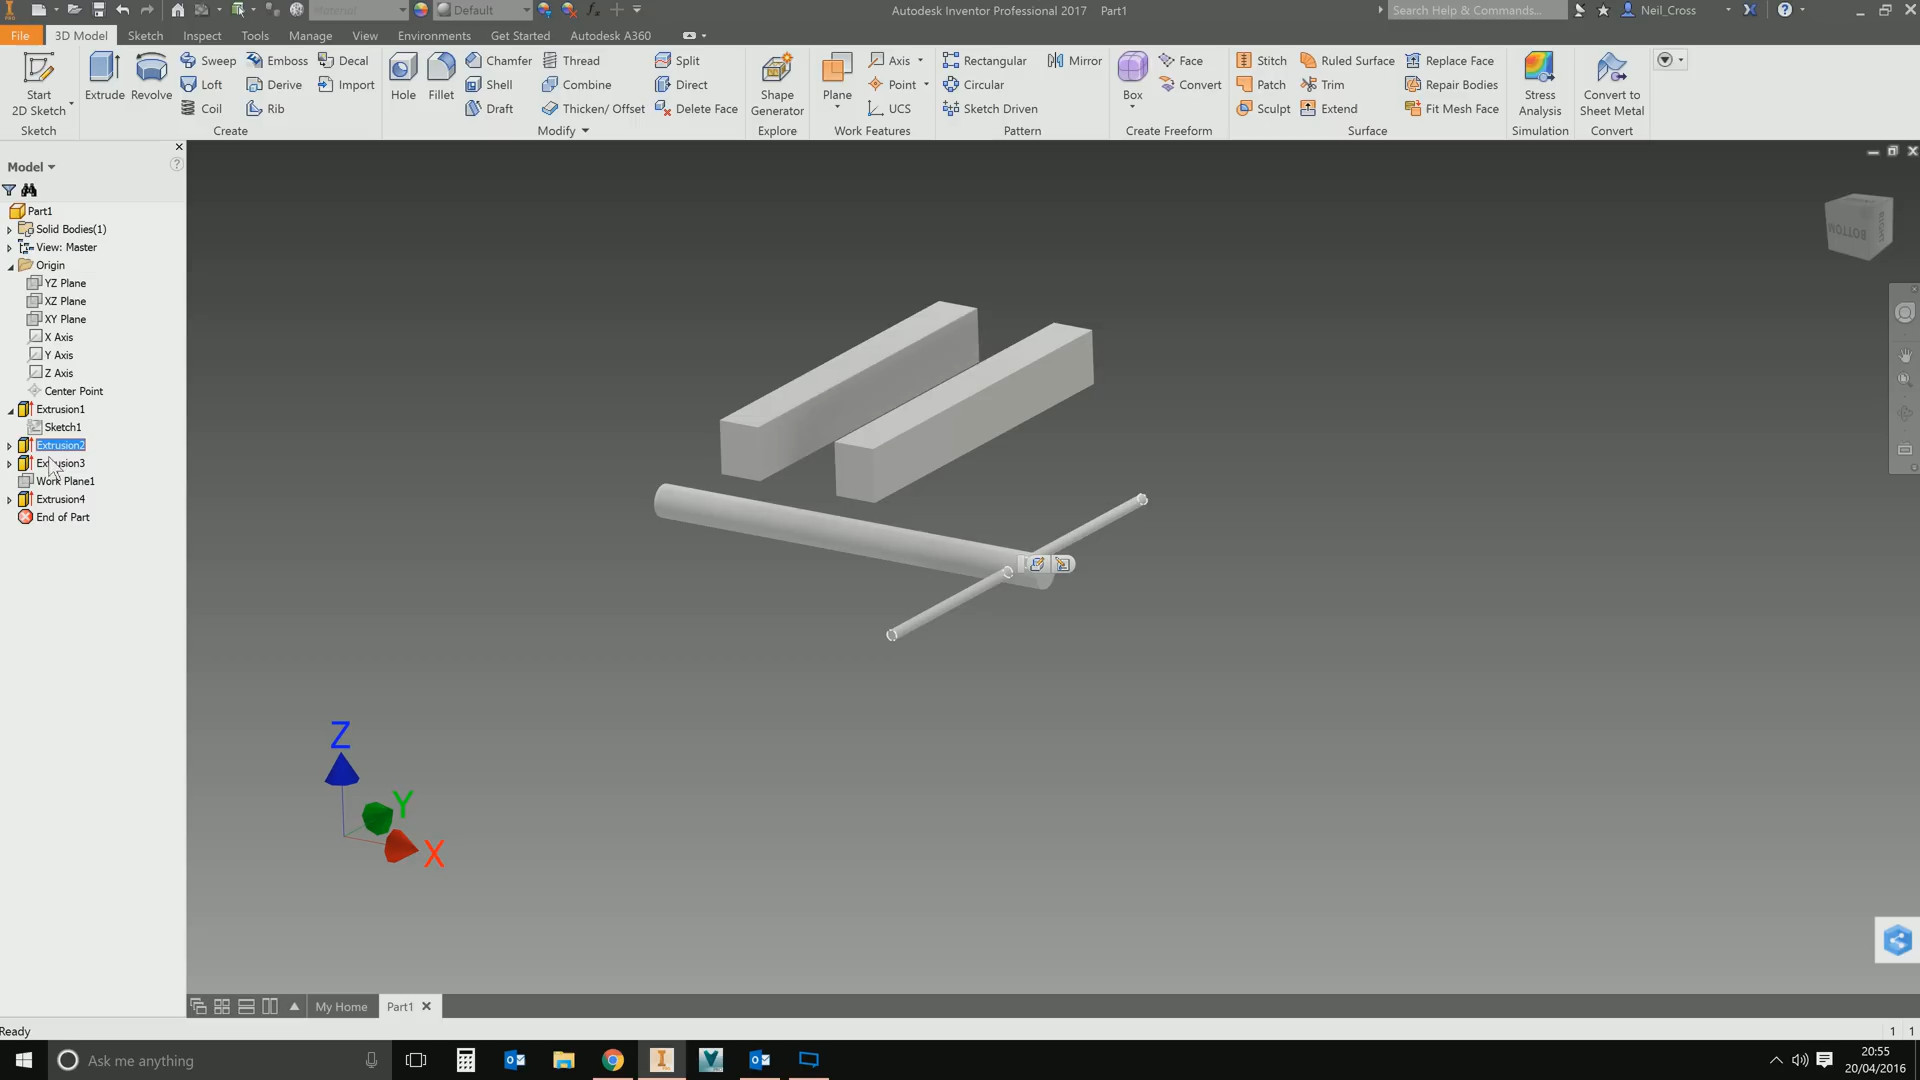 Material
Default
Autodesk Inventor Professional 2017 Part1
Search Help & Commands...
Neil_Cross
File
3D Model
Sketch
Inspect
Tools
Manage
View
Environments
Get Started
Autodesk A360
Start
2D Sketch
Sketch
Extrude
Revolve
Sweep
Loft
Coil
Emboss
Derive
Rib
Decal
Import
Create
Hole
Fillet
Chamfer
Shell
Draft
Thread
Combine
Thicken/ Offset
Split
Direct
Delete Face
Modify
Shape
Generator
Explore
Plane
Axis
Point
UCS
Work Features
Rectangular
Circular
Sketch Driven
Mirror
Pattern
Box
Face
Convert
Create Freeform
Stitch
Patch
Sculpt
Ruled Surface
Trim
Extend
Replace Face
Repair Bodies
Fit Mesh Face
Surface
Stress
Analysis
Simulation
Convert to
Sheet Metal
Convert
Model
Part1
Solid Bodies(1)
View: Master
Origin
YZ Plane
XZ Plane
XY Plane
X Axis
Y Axis
Z Axis
Center Point
Extrusion1
Sketch1
Extrusion2
Extrusion3
Work Plane1
Extrusion4
End of Part
BOTTOM
Z
Y
X
My Home
Part1
Ready
1 1
Ask me anything
20:55
20/04/2016